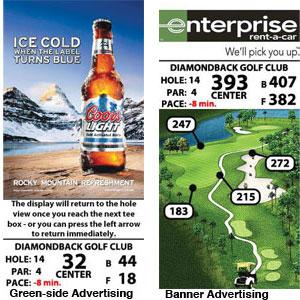 ICE COLD
WHEN THE LABEL
TURNS BLUE
Coors
LIGHT
ROCKY MOUNTAIN REFRESHMENT
The display will return to the hole
view once you reach the next tee
box - or you can press the left arrow
to return immediately.
DIAMONDBACK GOLF CLUB
HOLE: 14
PAR: 4
PACE: -8 min.
32
CENTER
B 44
F 18
Green-side Advertising
enterprise
rent-a-car
We'll pick you up
DIAMONDBACK GOLF CLUB
HOLE: 14
PAR: 4
PACE: -8 min.
393
CENTER
B 407
F 382
247
272
215
183
Banner Advertising